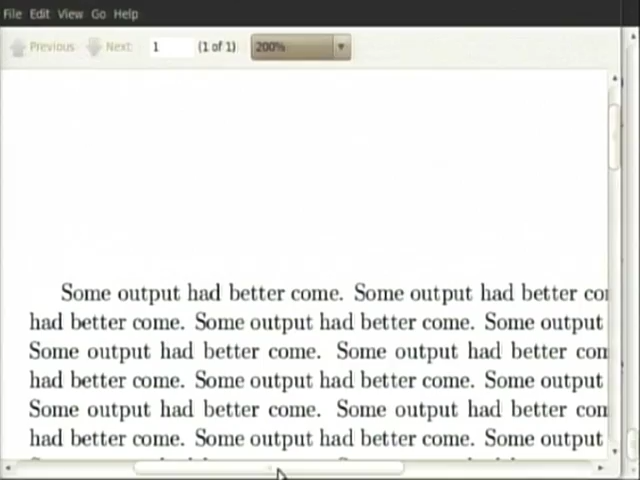 File Edit View Go Help
Previous Next 1 (1 of 1) 200%
Some output had better come. Some output had better
had better come. Some output had better come. Some output
Some output had better come. Some output had better
had better come. Some output had better come. Some output
Some output had better come. Some output had better
had better come. Some output had better come. Some output